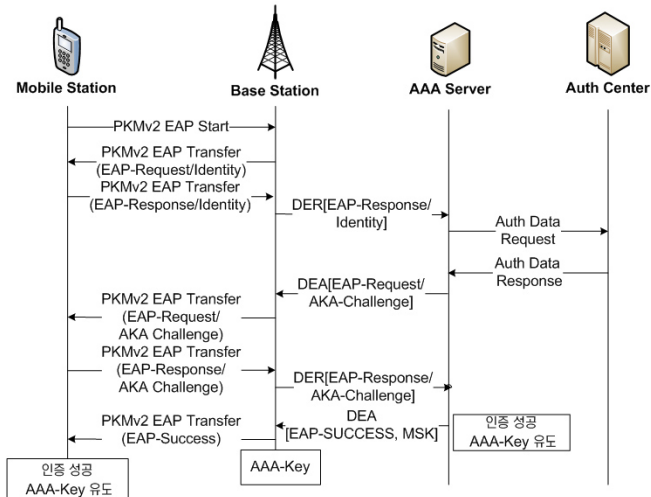 Mobile Station
Base Station
AAA Server
Auth Center
PKMv2 EAP Start
PKMv2 EAP Transfer
(EAP-Request/Identity)
PKMv2 EAP Transfer
(EAP-Response/Identity)
DER[EAP-Response/
Identity]
Auth Data
Request
Auth Data
Response
DEA[EAP-Request/
AKA-Challenge]
PKMv2 EAP Transfer
(EAP-Request/
AKA Challenge)
PKMv2 EAP Transfer
(EAP-Response/
AKA Challenge)
DER[EAP-Response/
AKA-Challenge]
DEA
[EAP-SUCCESS, MSK]
인증 성공
AAA-Key 유도
PKMv2 EAP Transfer
(EAP-Success)
AAA-Key
인증 성공
AAA-Key 유도